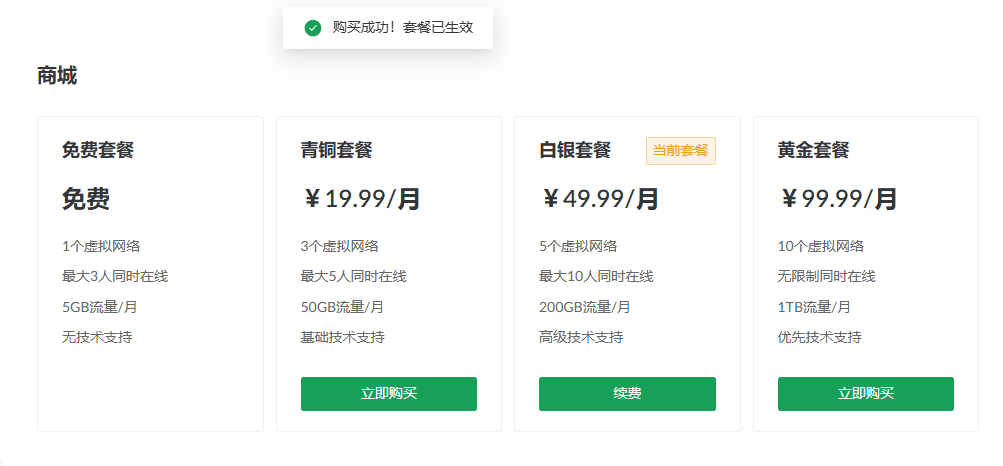 购买成功！套餐已生效
商城
免费套餐
免费
1个虚拟网络
最大3人同时在线
5GB流量/月
无技术支持
青铜套餐
￥19.99/月
3个虚拟网络
最大5人同时在线
50GB流量/月
基础技术支持
立即购买
白银套餐
当前套餐
￥49.99/月
5个虚拟网络
最大10人同时在线
200GB流量/月
高级技术支持
续费
黄金套餐
￥99.99/月
10个虚拟网络
无限制同时在线
1TB流量/月
优先技术支持
立即购买